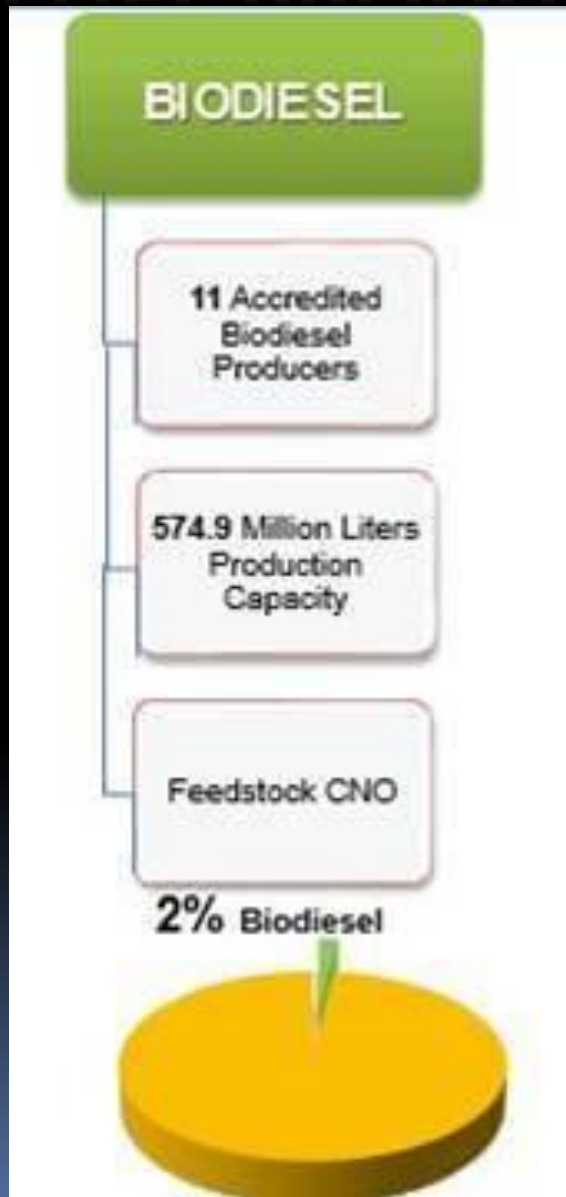 BIODIESEL
11 Accredited
Biodiesel
Producers
574.9 Million Liters
Production
Capacity
Feedstock CNO
2% Biodiesel